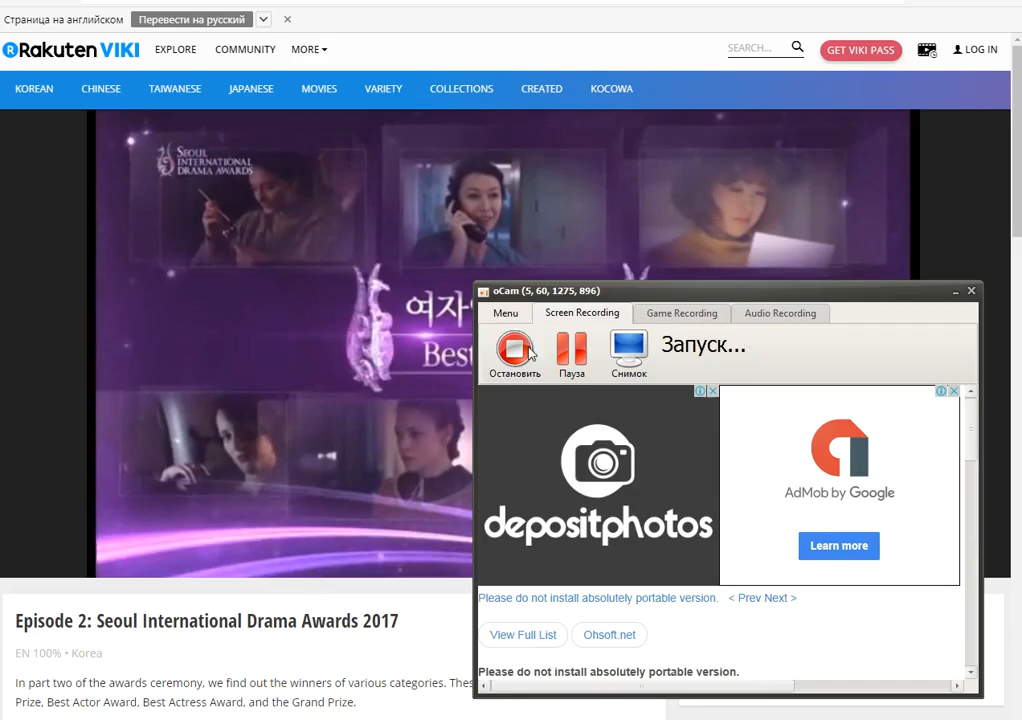 Страница на английском Перевести на русский
Rakuten VIKI EXPLORE COMMUNITY MORE SEARCH... GET VIKI PASS LOG IN
KOREAN CHINESE TAIWANESE JAPANESE MOVIES VARIETY COLLECTIONS CREATED KOCOWA
SEOUL
INTERNATIONAL
DRAMA AWARDS
여자
Best
oCam (5, 60, 1275, 896)
Menu Screen Recording Game Recording Audio Recording
Запуск...
Остановить Пауза Снимок
depositphotos
AdMob by Google
Learn more
Please do not install absolutely portable version. < Prev Next >
View Full List Ohsoft.net
Please do not install absolutely portable version.
Episode 2: Seoul International Drama Awards 2017
EN 100% • Korea
In part two of the awards ceremony, we find out the winners of various categories. Thes
Prize, Best Actor Award, Best Actress Award, and the Grand Prize.